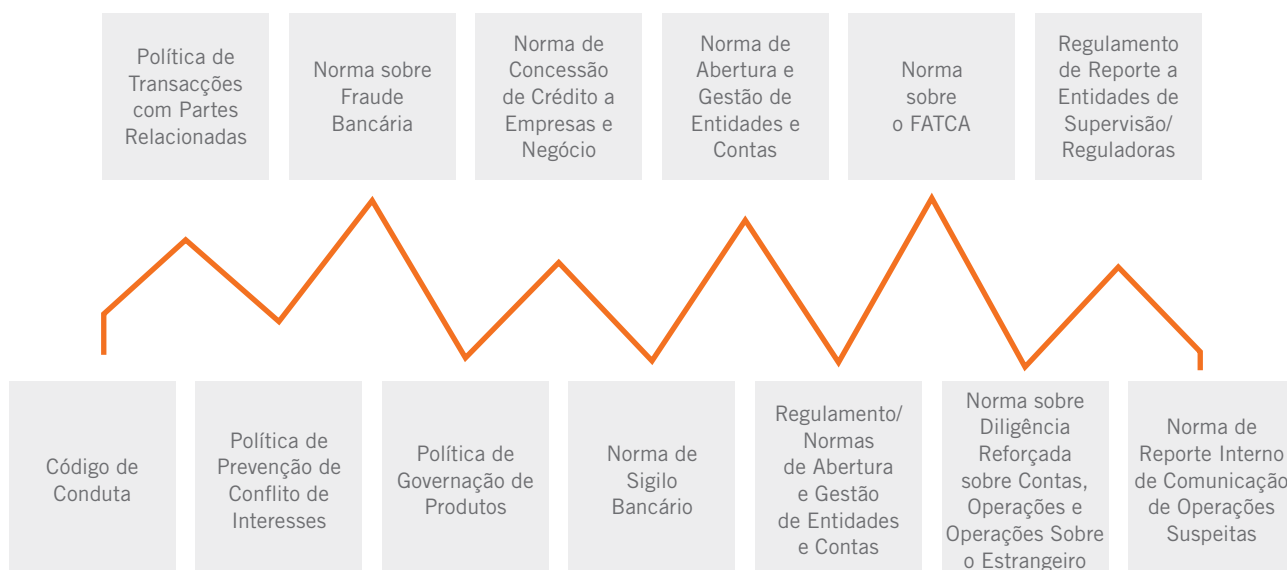 Política de
Transacções
com Partes
Relacionadas
Norma sobre
Fraude
Bancária
Norma de
Concessão
de Crédito a
Empresas e
Negócio
Norma de
Abertura e
Gestão de
Entidades e
Contas
Norma
sobre
o FATCA
Regulamento
de Reporte a
Entidades de
Supervisão/
Reguladoras
Código de
Conduta
Política de
Prevenção de
Conflito de
Interesses
Política de
Governação de
Produtos
Norma de
Sigilo
Bancário
Regulamento/
Normas
de Abertura
e Gestão
de Entidades
e Contas
Norma sobre
Diligência
Reforçada
sobre Contas,
Operações e
Operações Sobre
o Estrangeiro
Norma de
Reporte Interno
de Comunicação
de Operações
Suspeitas